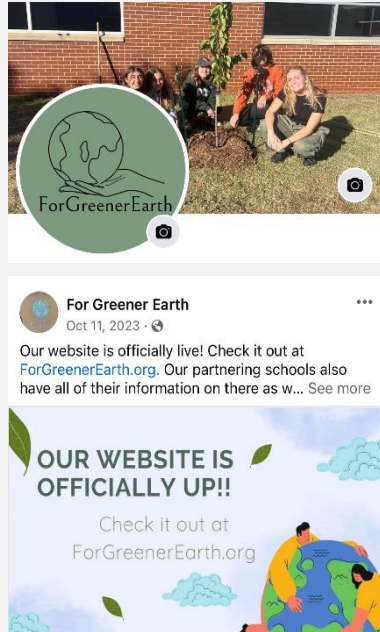 ForGreenerEarth
For Greener Earth
Oct 11, 2023 ·
Our website is officially live! Check it out at
ForGreenerEarth.org. Our partnering schools also
have all of their information on there as w... See more
OUR WEBSITE IS
OFFICIALLY UP!!
Check it out at
ForGreenerEarth.org